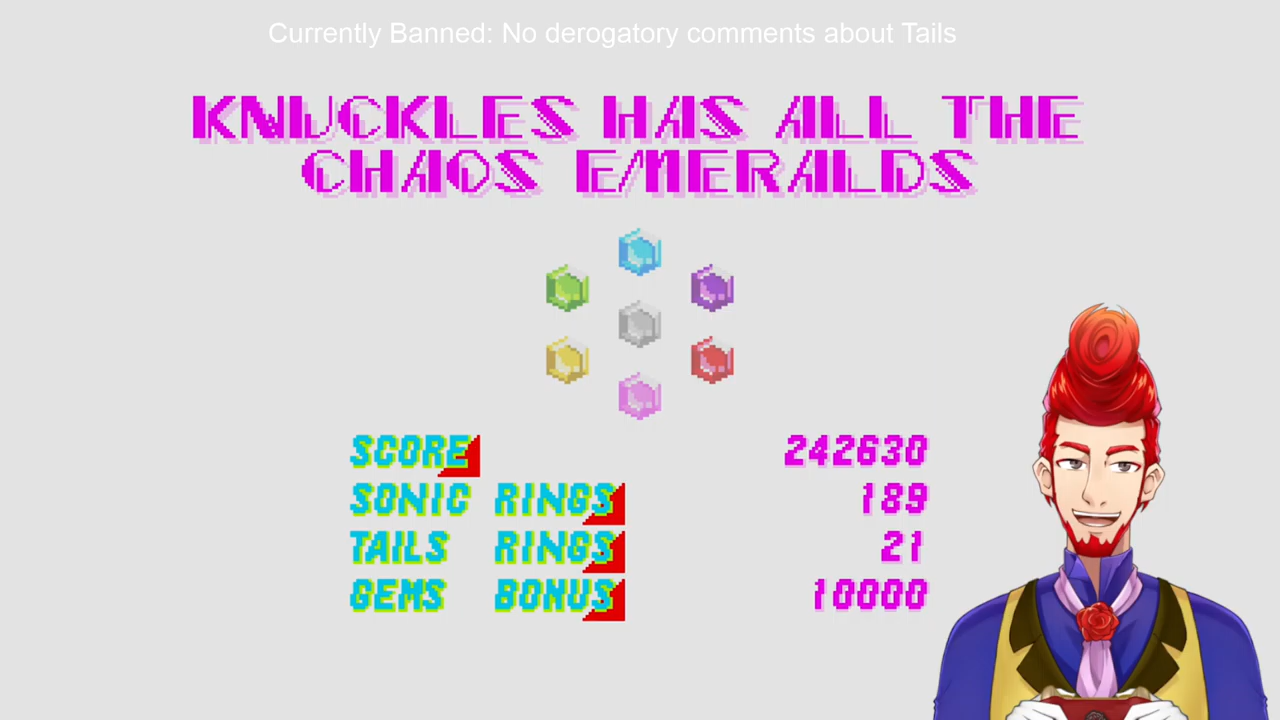 Currently Banned: No derogatory comments about Tails
KNUCKLES HAS ALL THE
CHAOS EMERALDS
SCORE 242630
SONIC RINGS 189
TAILS RINGS 21
GEMS BONUS 10000